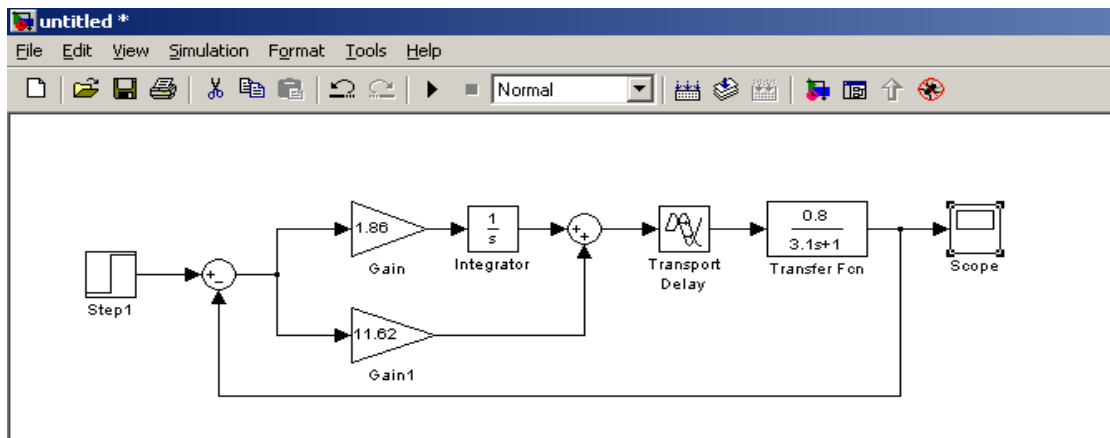 untitled *
File Edit View Simulation Format Tools Help
Normal
1.86
Gain
1
s
Integrator
+
+
Transport
Delay
0.8
3.1s+1
Transfer Fcn
Scope
Step1
+
−
11.62
Gain1